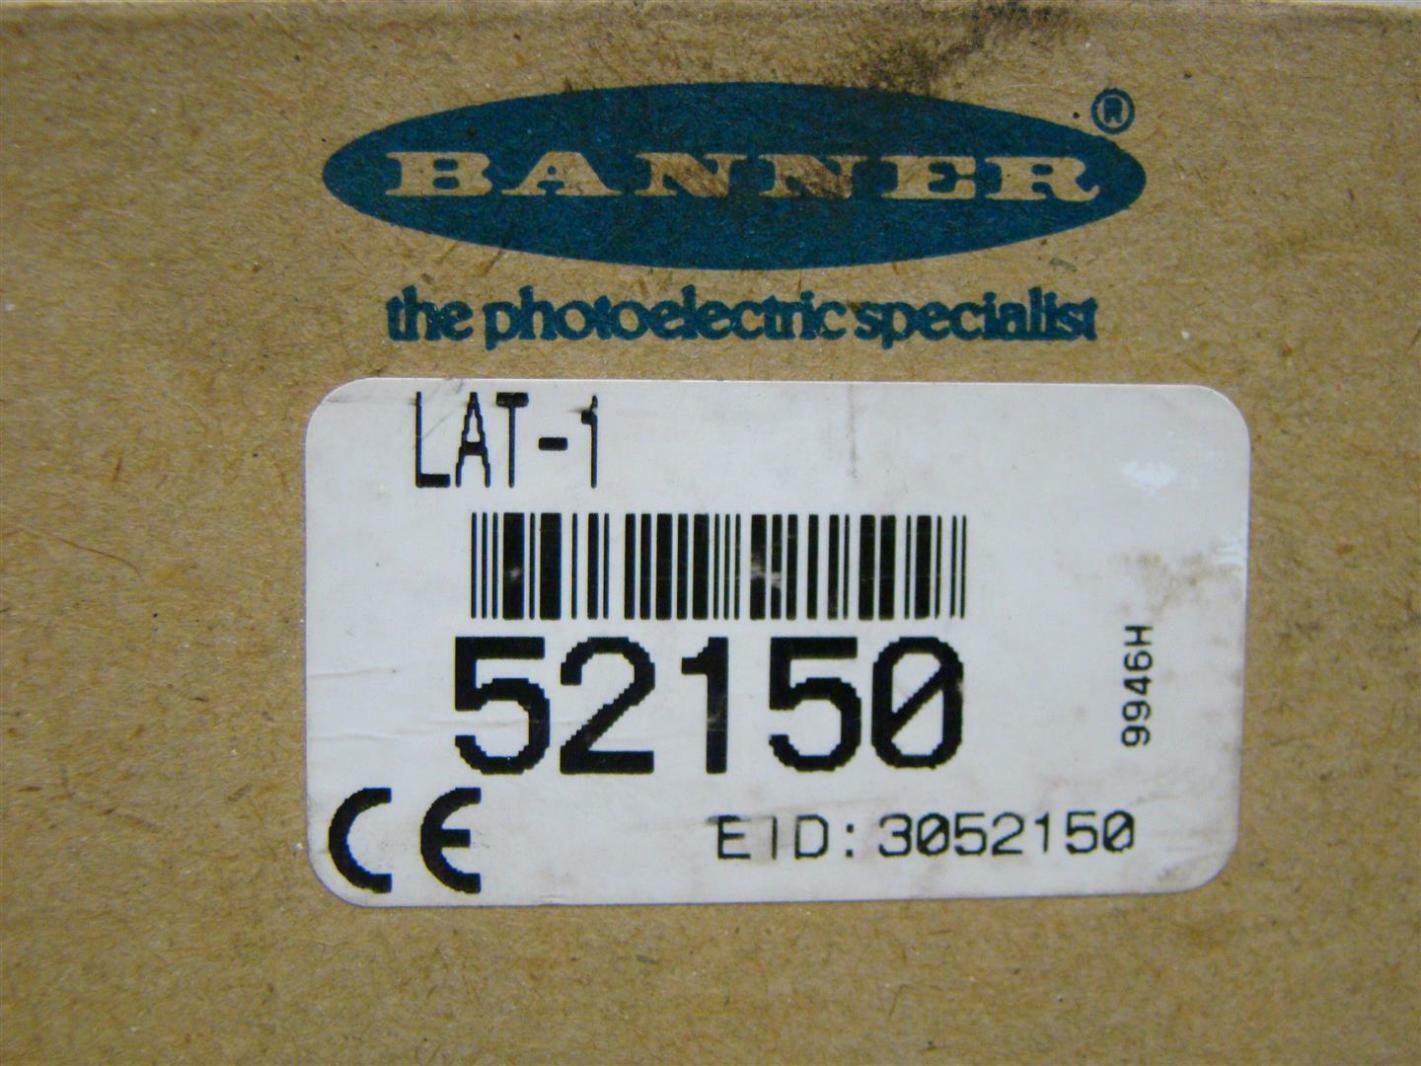 BANNER®
the photoelectric specialist
LAT-1
52150
9946H
CE
EID: 3052150